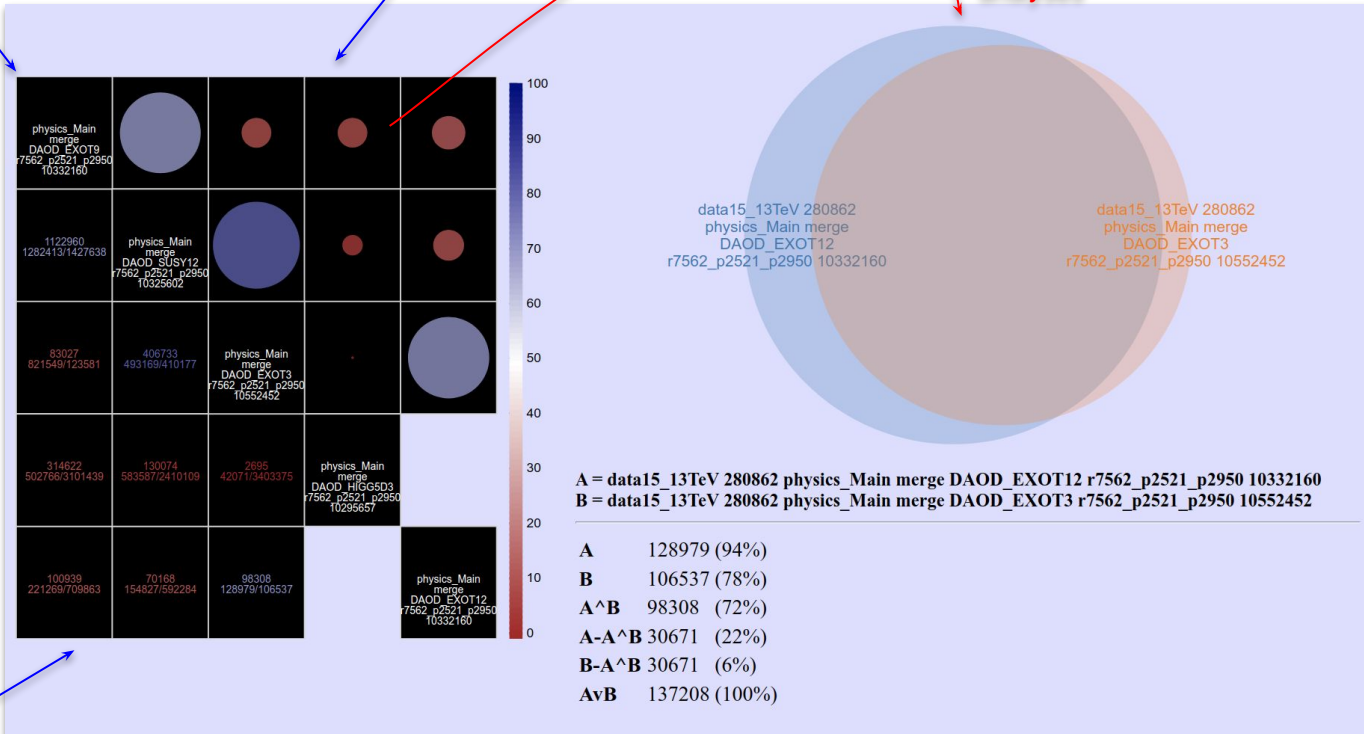 physics_Main
merge
DAOD_EXOT9
r7562_p2521_p2950
10332160
1122960
1282413/1427638
physics_Main
merge
DAOD_SUSY12
r7562_p2521_p2950
10325602
83027
821549/123581
406733
493169/410177
physics_Main
merge
DAOD_EXOT3
r7562_p2521_p2950
10552452
314622
502766/3101439
130074
583587/2410109
2695
42071/3403375
physics_Main
merge
DAOD_HIGG5D3
r7562_p2521_p2950
10295657
100939
221269/709863
70168
154827/592284
98308
128979/106537
physics_Main
merge
DAOD_EXOT12
r7562_p2521_p2950
10332160
100
90
80
70
60
50
40
30
20
10
0
data15_13TeV 280862
physics_Main merge
DAOD_EXOT12
r7562_p2521_p2950 10332160
data15_13TeV 280862
physics_Main merge
DAOD_EXOT3
r7562_p2521_p2950 10552452
A = data15_13TeV 280862 physics_Main merge DAOD_EXOT12 r7562_p2521_p2950 10332160
B = data15_13TeV 280862 physics_Main merge DAOD_EXOT3 r7562_p2521_p2950 10552452
A 128979 (94%)
B 106537 (78%)
A^B 98308 (72%)
A-A^B 30671 (22%)
B-A^B 30671 (6%)
AvB 137208 (100%)